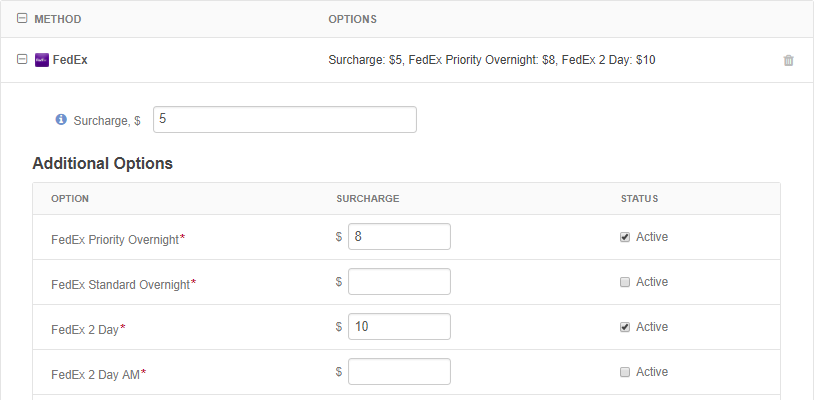 METHOD OPTIONS
FedEx Surcharge: $5, FedEx Priority Overnight: $8, FedEx 2 Day: $10
Surcharge, $ 5
Additional Options
OPTION SURCHARGE STATUS
FedEx Priority Overnight* $ 8 Active
FedEx Standard Overnight* $ Active
FedEx 2 Day* $ 10 Active
FedEx 2 Day AM* $ Active